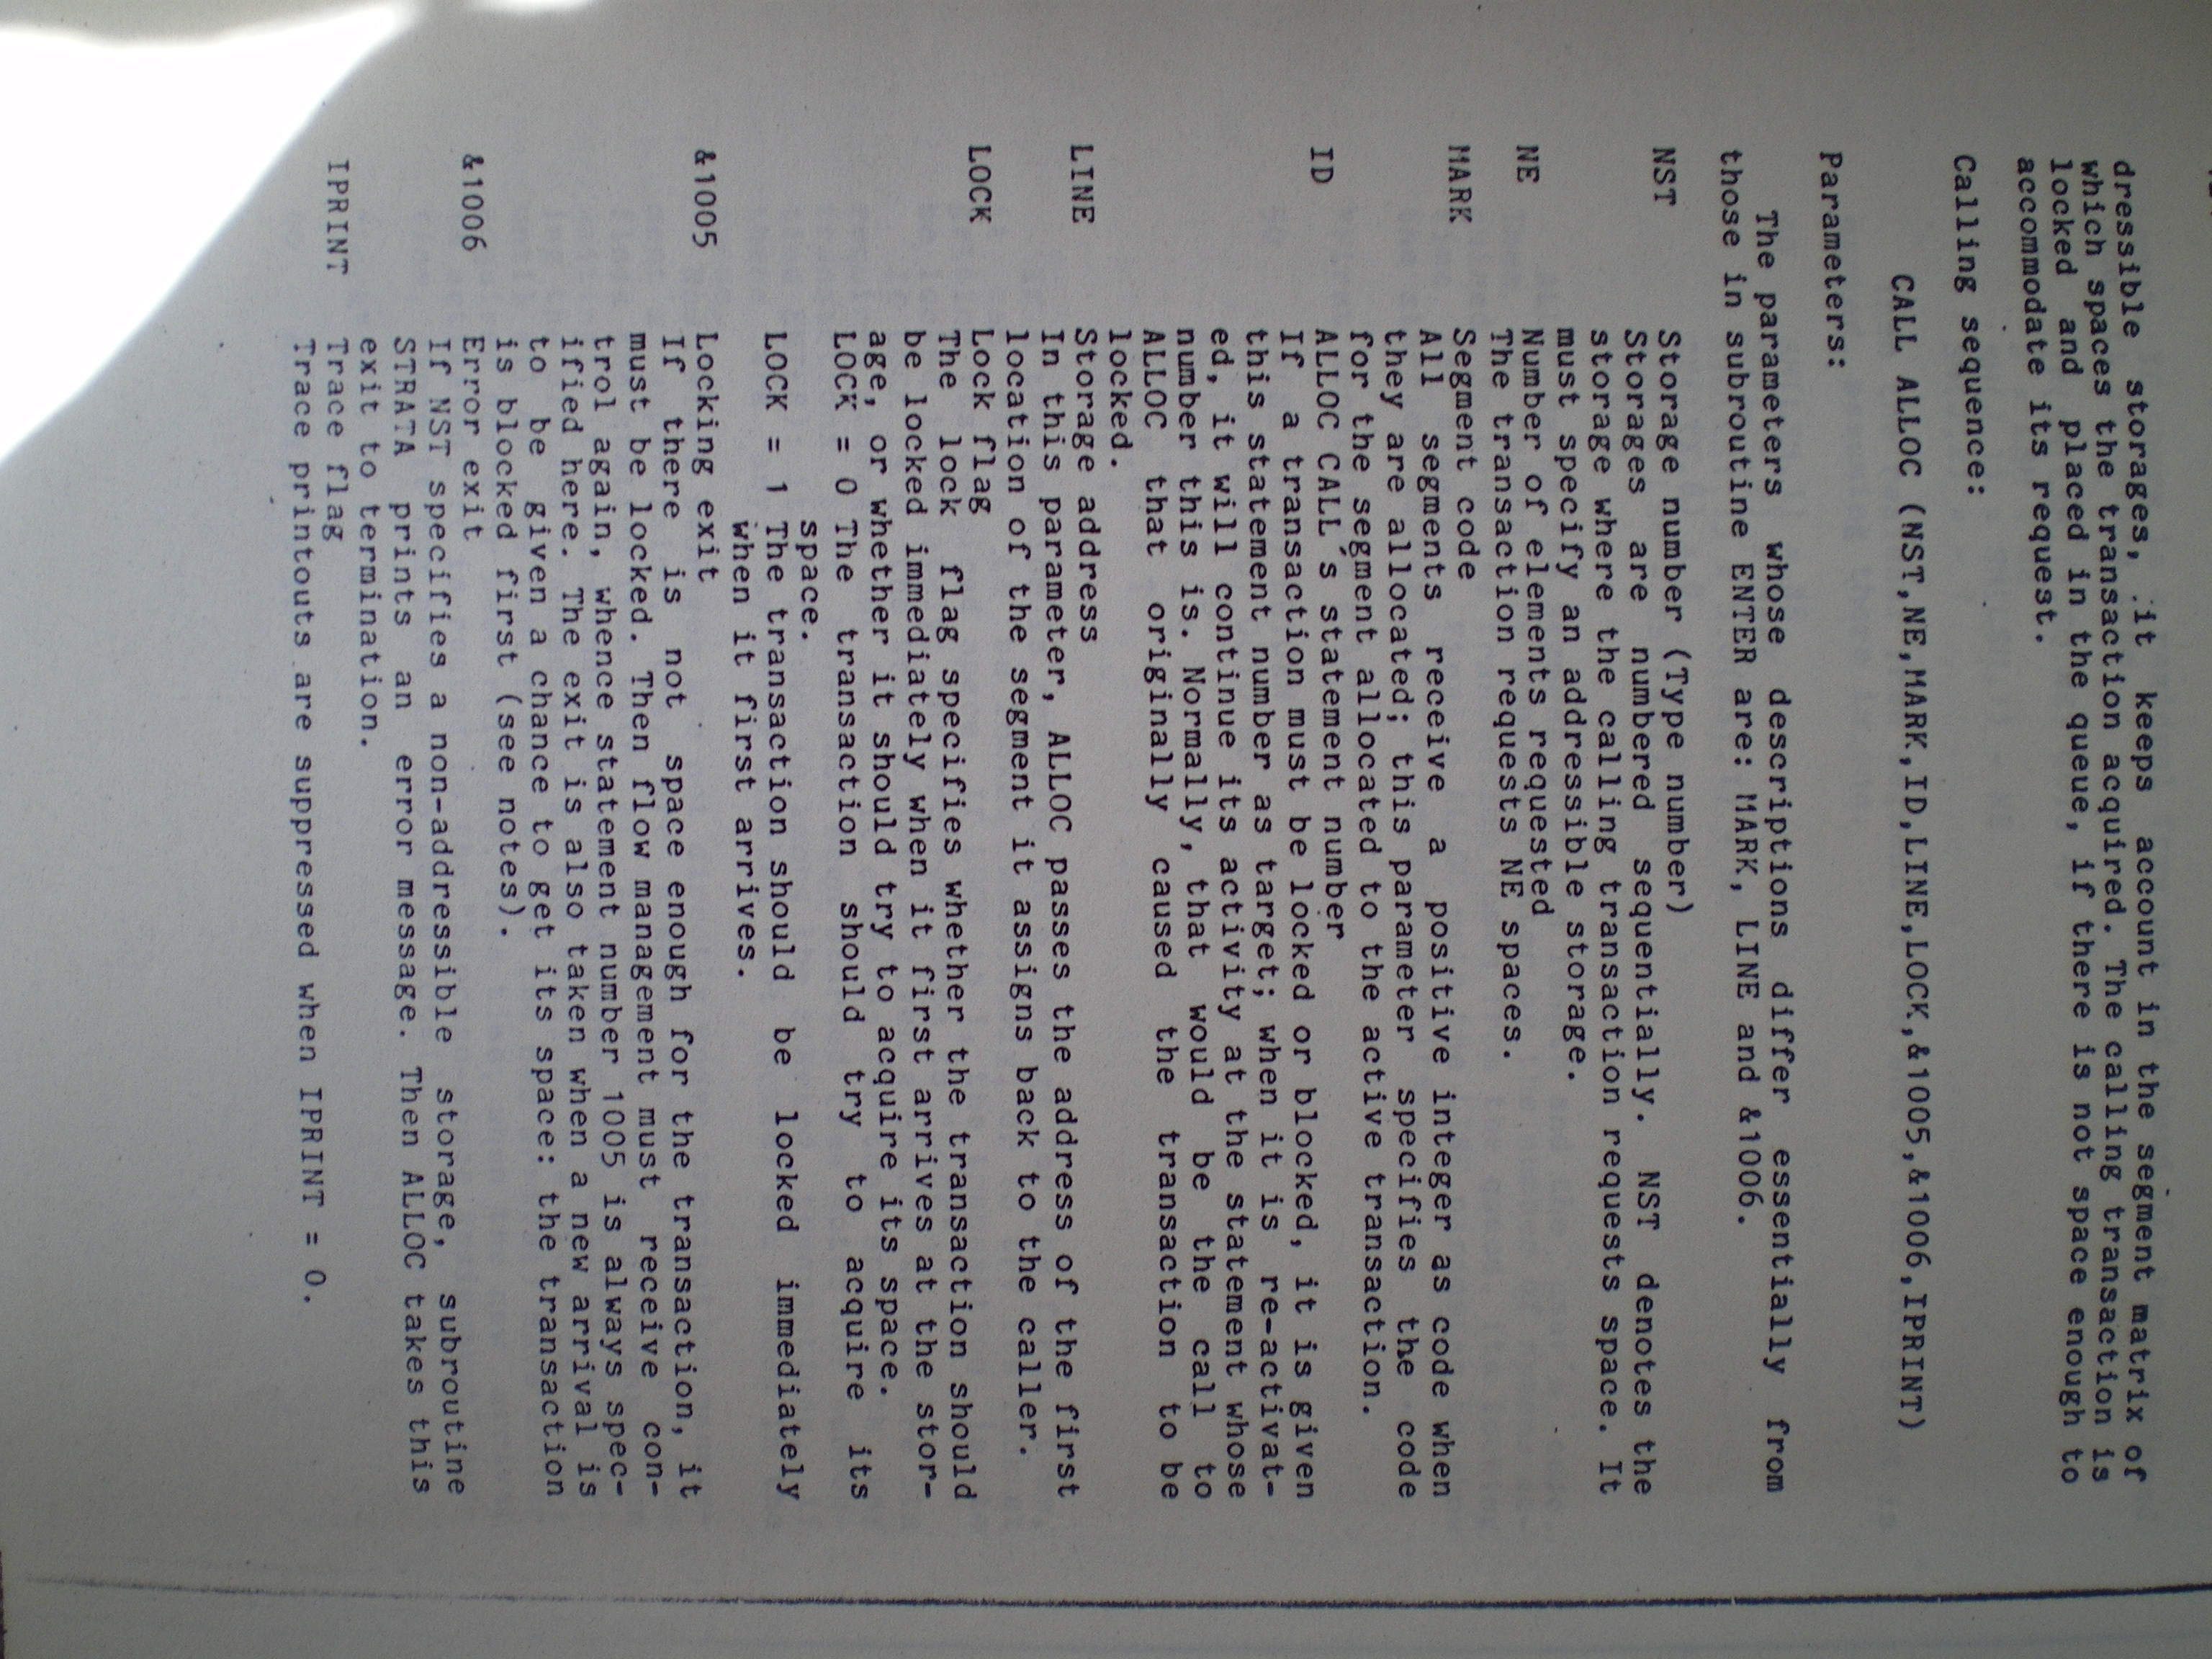 dressible storages, it keeps account in the segment matrix of
which spaces the transaction acquired. The calling transaction is
locked and placed in the queue, if there is not space enough to
accommodate its request.
Calling sequence:
CALL ALLOC (NST,NE,MARK,ID,LINE,LOCK,&1005,&1006,IPRINT)
Parameters:
The parameters whose descriptions differ essentially from
those in subroutine ENTER are: MARK, LINE and &1006.
NST Storage number (Type number)
Storages are numbered sequentially. NST denotes the
storage where the calling transaction requests space. It
must specify an addressible storage.
NE Number of elements requested
The transaction requests NE spaces.
MARK Segment code
All segments receive a positive integer as code when
they are allocated; this parameter specifies the code
for the segment allocated to the active transaction.
ID ALLOC CALL´s statement number
If a transaction must be locked or blocked, it is given
this statement number as target; when it is re-activat-
ed, it will continue its activity at the statement whose
number this is. Normally, that would be the call to
ALLOC that originally caused the transaction to be
locked.
LINE Storage address
In this parameter, ALLOC passes the address of the first
location of the segment it assigns back to the caller.
LOCK Lock flag
The lock flag specifies whether the transaction should
be locked immediately when it first arrives at the stor-
age, or whether it should try to acquire its space.
LOCK = 0 The transaction should try to acquire its
space.
LOCK = 1 The transaction should be locked immediately
when it first arrives.
&1005 Locking exit
If there is not space enough for the transaction, it
must be locked. Then flow management must receive con-
trol again, whence statement number 1005 is always spec-
ified here. The exit is also taken when a new arrival is
to be given a chance to get its space: the transaction
is blocked first (see notes).
&1006 Error exit
If NST specifies a non-addressible storage, subroutine
STRATA prints an error message. Then ALLOC takes this
exit to termination.
IPRINT Trace flag
Trace printouts are suppressed when IPRINT = 0.